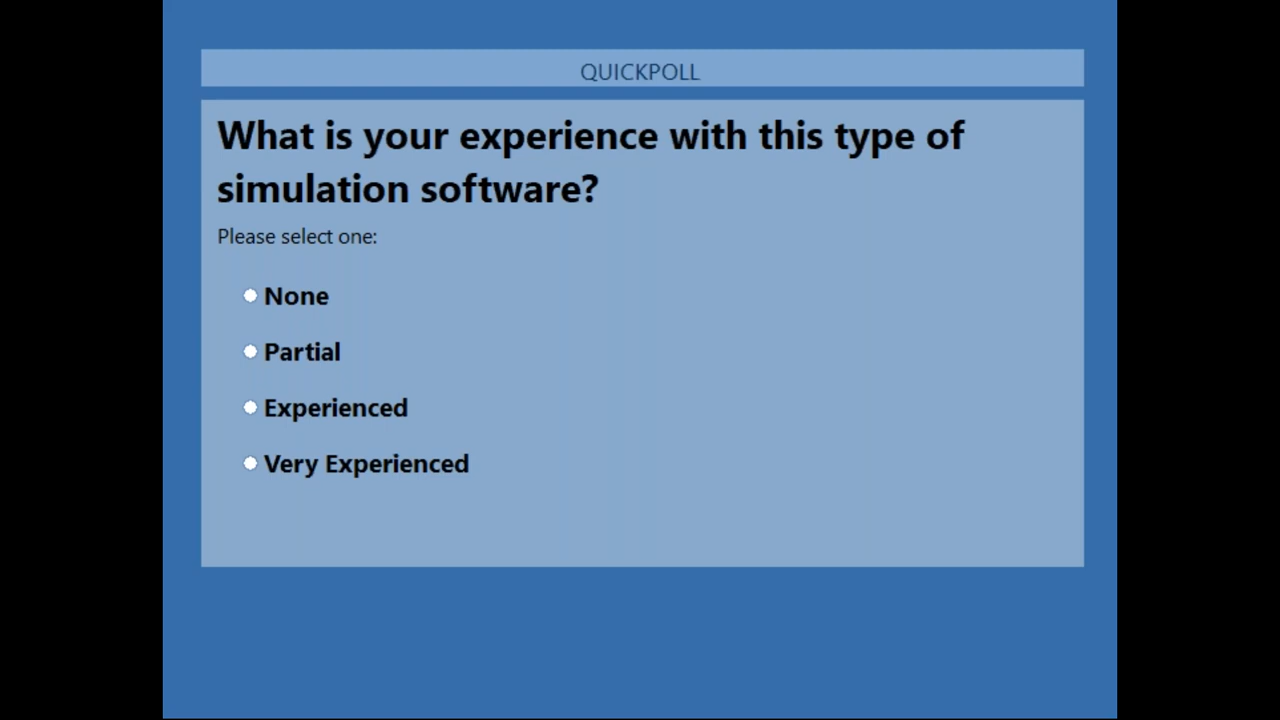 QUICKPOLL
What is your experience with this type of
simulation software?
Please select one:
None
Partial
Experienced
Very Experienced